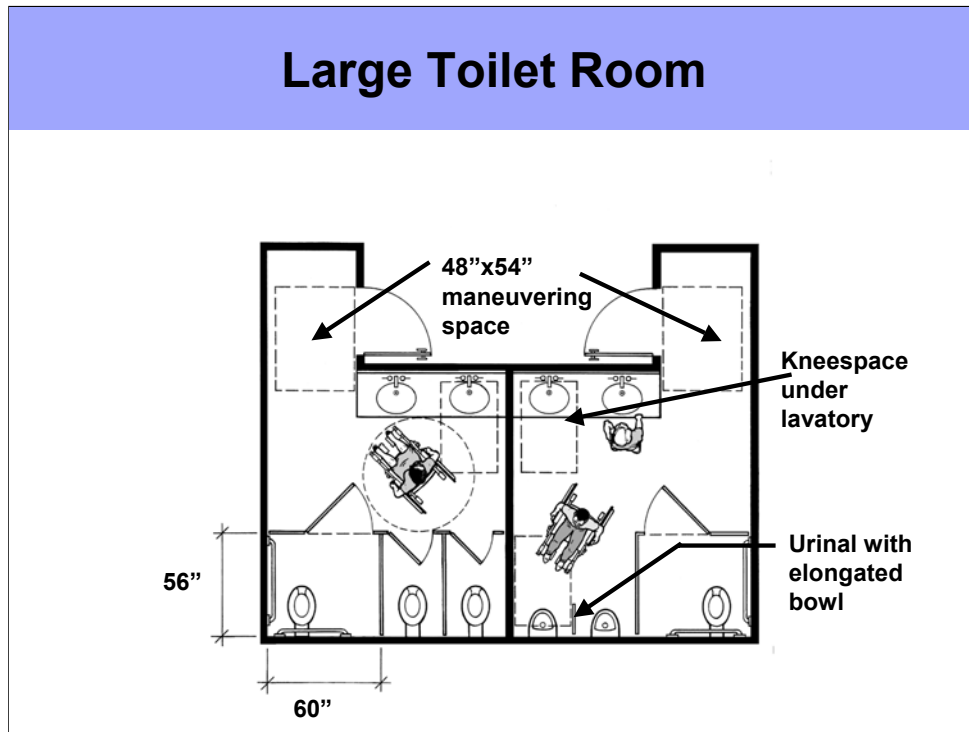 Large Toilet Room
48”x54”
maneuvering
space
Kneespace
under
lavatory
56”
Urinal with
elongated
bowl
60”